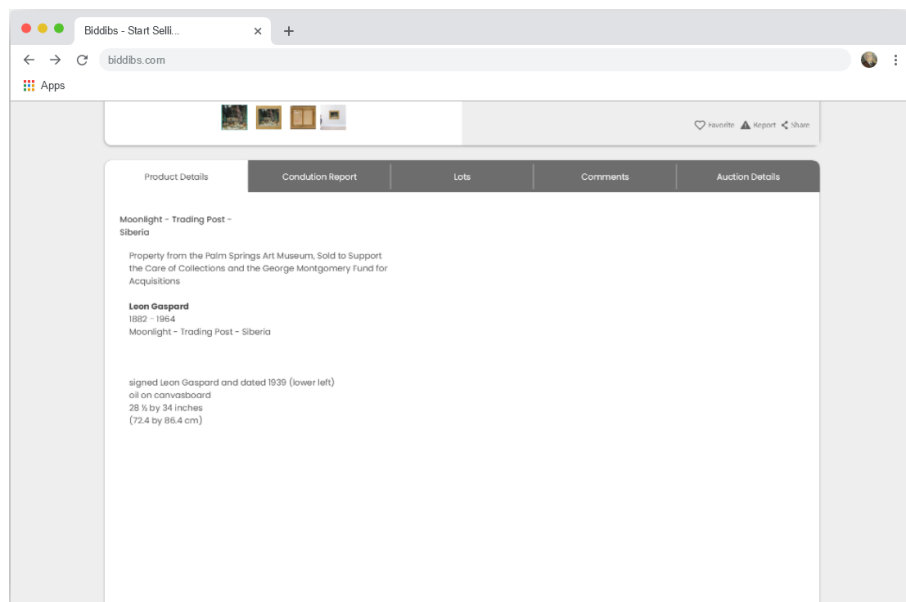 Biddibs - Start Selli...
biddibs.com
Apps
Favorite Report Share
Product Details Condution Report Lots Comments Auction Details
Moonlight - Trading Post -
Siberia
Property from the Palm Springs Art Museum, Sold to Support
the Care of Collections and the George Montgomery Fund for
Acquisitions
Leon Gaspard
1882 - 1964
Moonlight - Trading Post - Siberia
signed Leon Gaspard and dated 1939 (lower left)
oil on canvasboard
28 ½ by 34 inches
(72.4 by 86.4 cm)